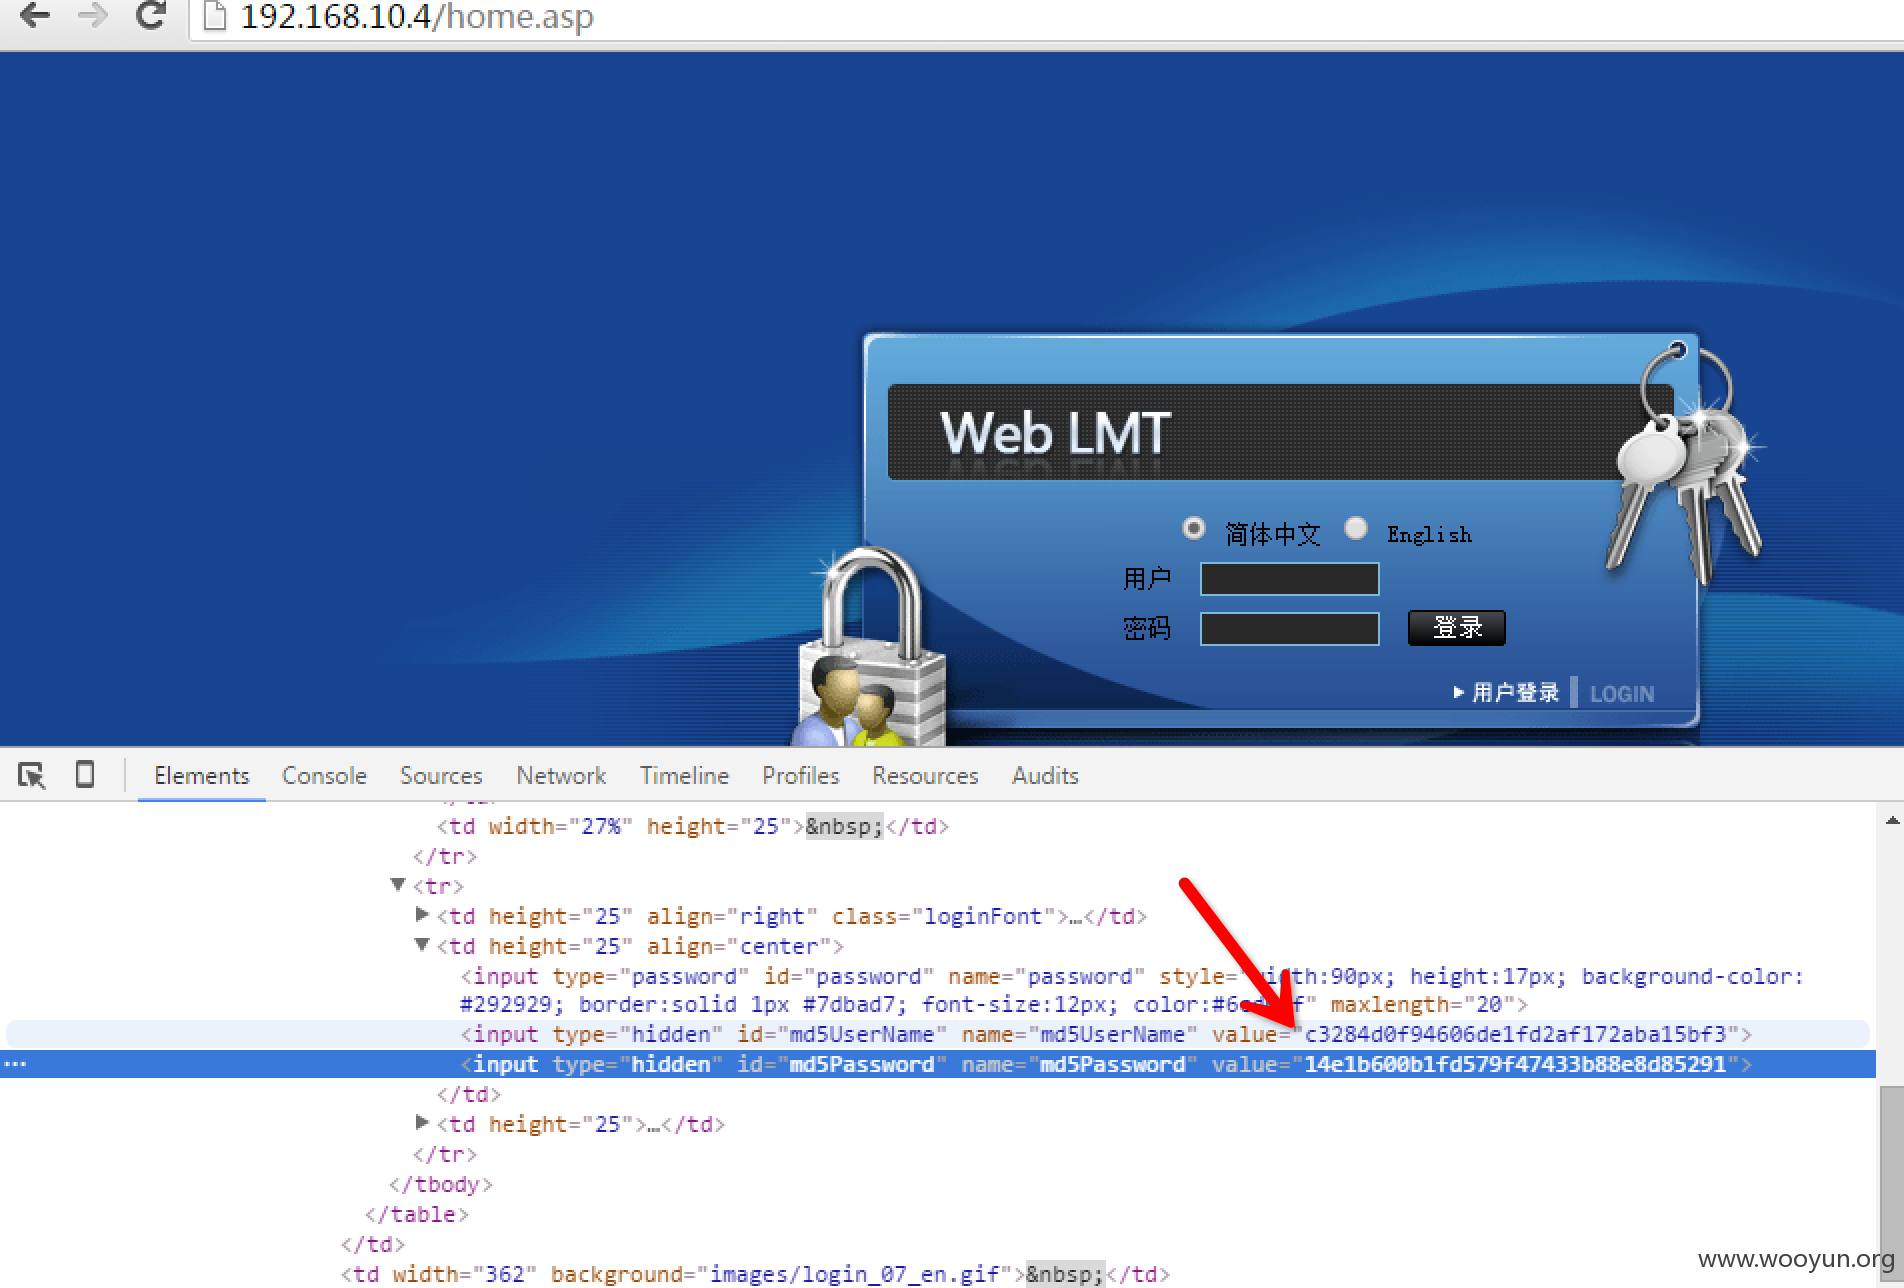 192.168.10.4/home.asp
Web LMT
简体中文 English
用户
密码 登录
用户登录 LOGIN
Elements Console Sources Network Timeline Profiles Resources Audits
<td width="27%" height="25">&nbsp;</td>
</tr>
<tr>
<td height="25" align="right" class="loginFont">…</td>
<td height="25" align="center">
<input type="password" id="password" name="password" style="width:90px; height:17px; background-color:
#292929; border:solid 1px #7dbad7; font-size:12px; maxlength="20">
<input type="hidden" id="md5UserName" name="md5UserName" value="c3284d0f94606de1fd2af172aba15bf3">
<input type="hidden" id="md5Password" name="md5Password" value="14e1b600b1fd579f47433b88e8d85291">
</td>
<td height="25">…</td>
</tr>
</tbody>
</table>
</td>
<td width="362" background="images/login_07_en.gif">&nbsp;</td>
www.wooyun.org